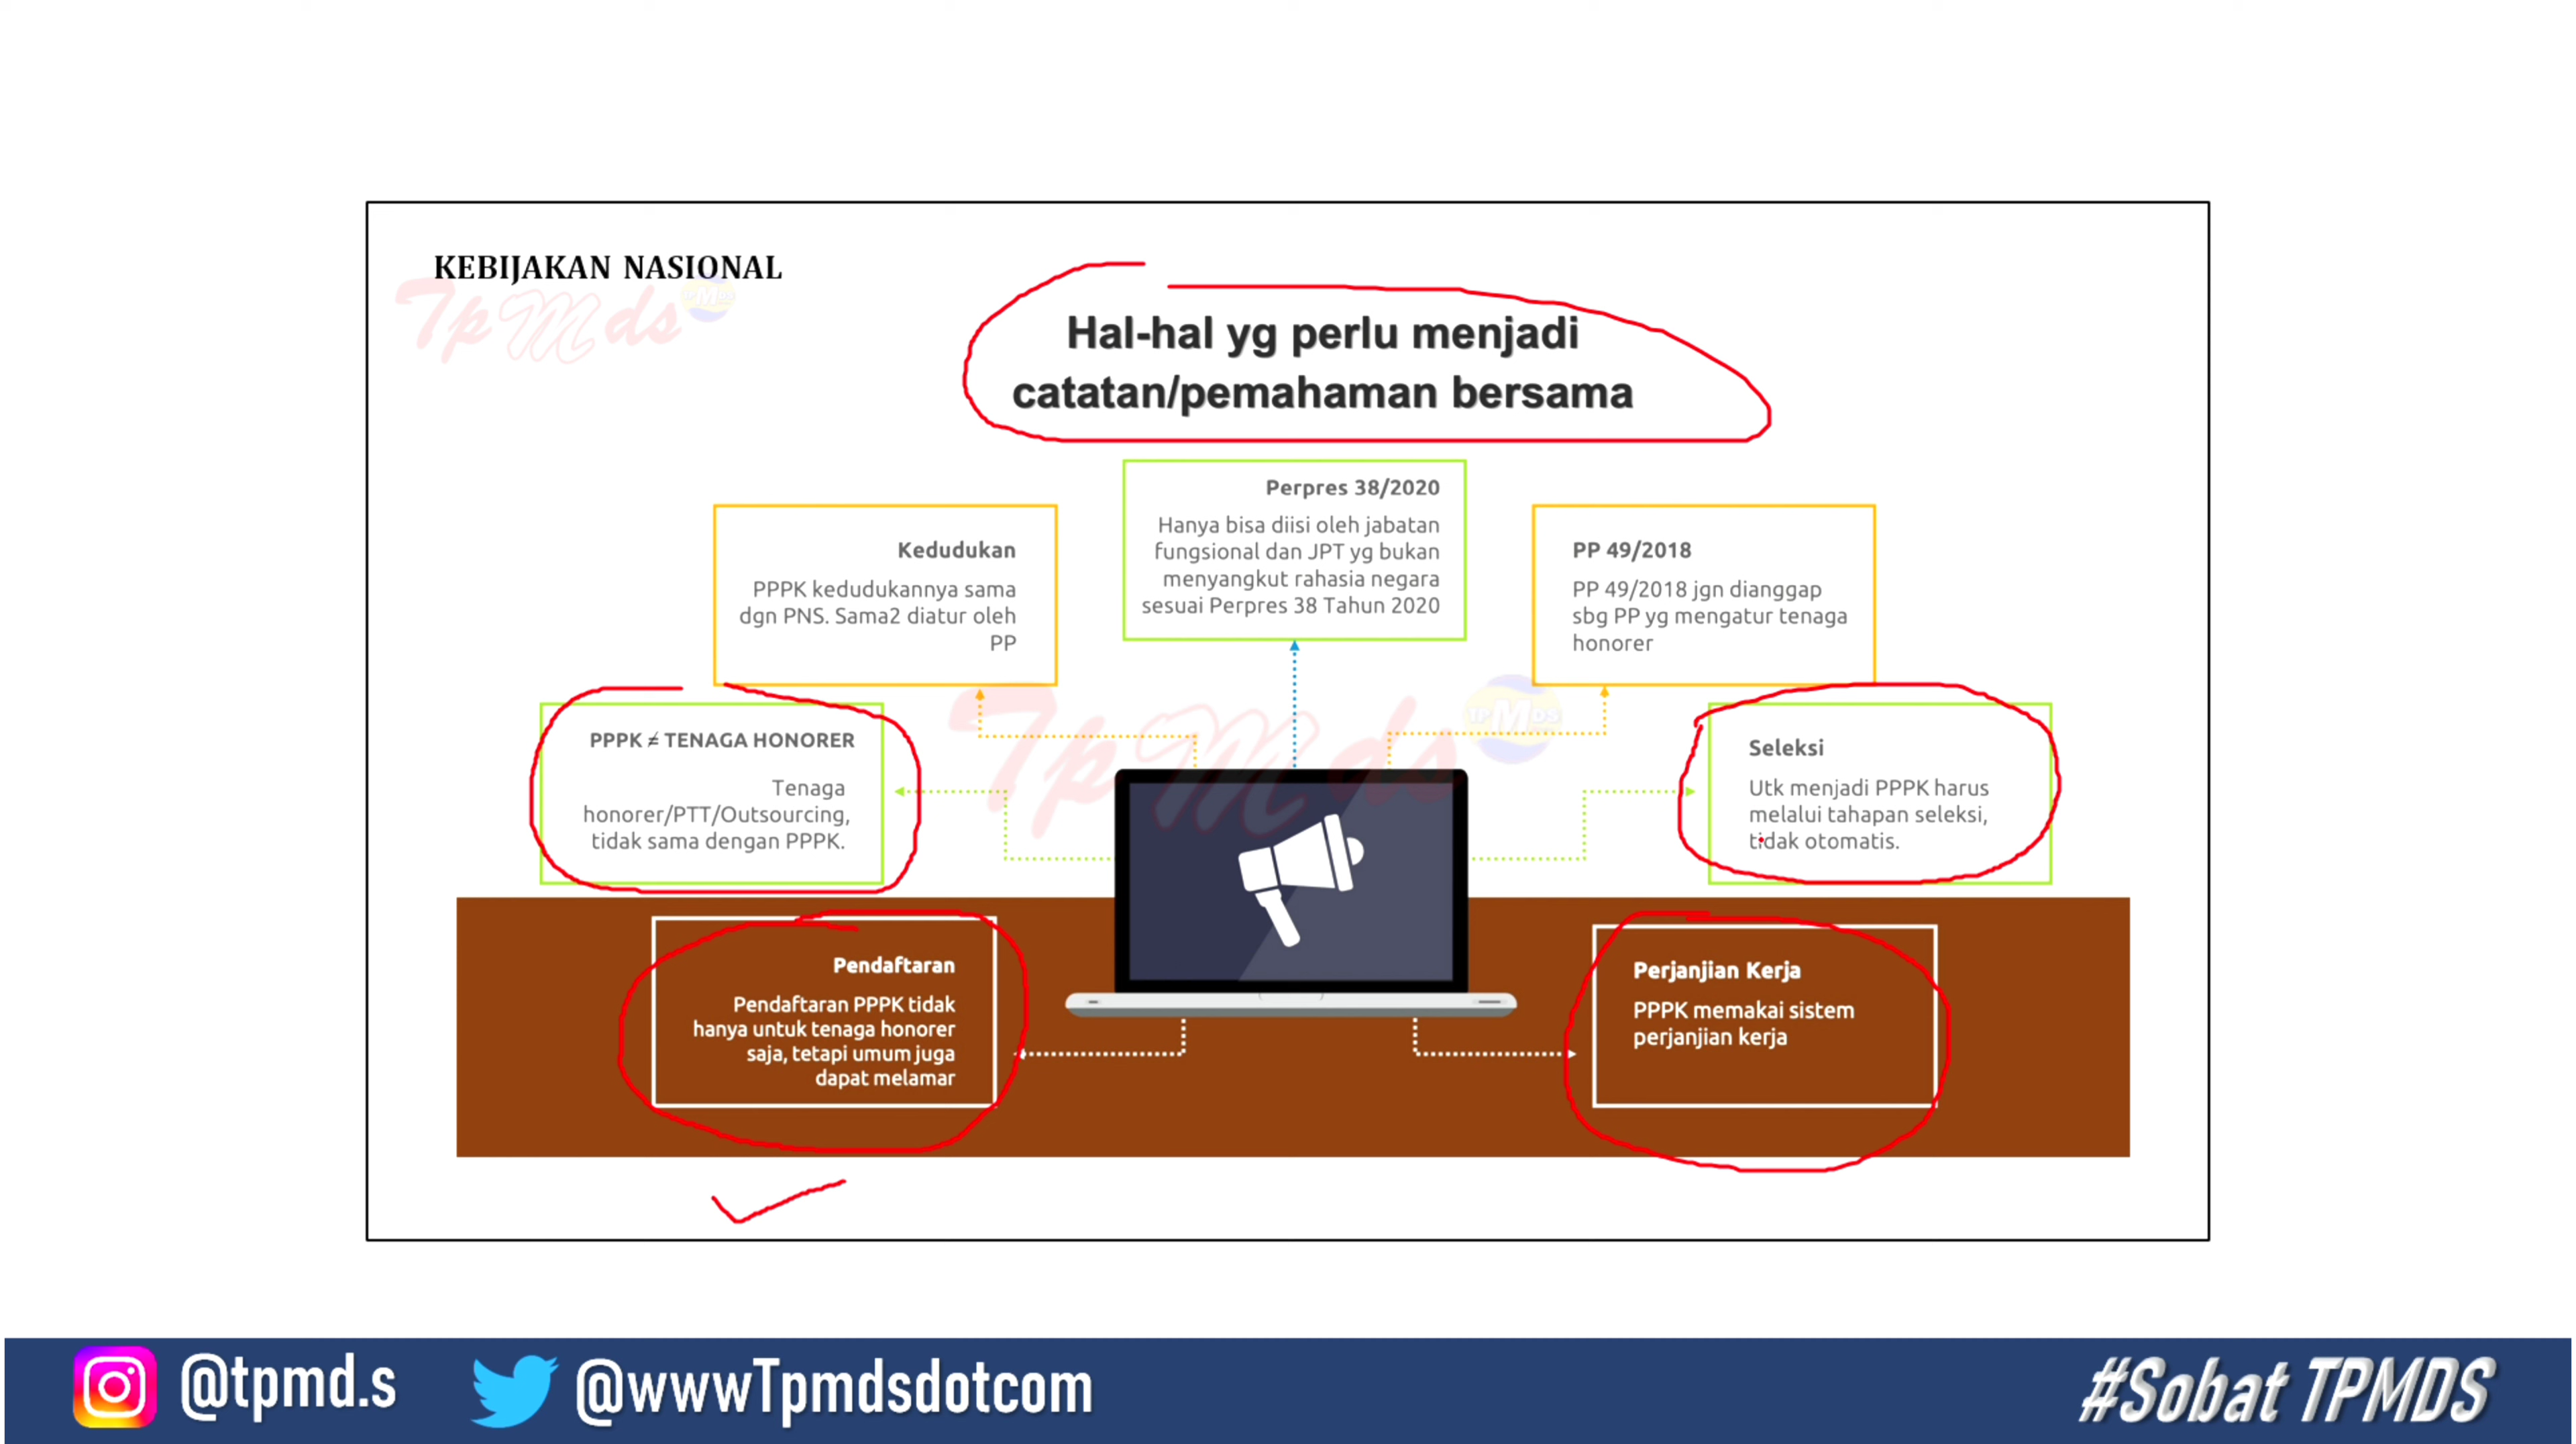 KEBIJAKAN NASIONAL
TpMds
TPMDS
Hal-hal yg perlu menjadi
catatan/pemahaman bersama
Perpres 38/2020
Hanya bisa diisi oleh jabatan
fungsional dan JPT yg bukan
menyangkut rahasia negara
sesuai Perpres 38 Tahun 2020
Kedudukan
PPPK kedudukannya sama
dgn PNS. Sama2 diatur oleh
PP
PP 49/2018
PP 49/2018 jgn dianggap
sbg PP yg mengatur tenaga
honorer
PPPK ≠ TENAGA HONORER
Tenaga
honorer/PTT/Outsourcing,
tidak sama dengan PPPK.
TpMds
TPMDS
Seleksi
Utk menjadi PPPK harus
melalui tahapan seleksi,
tidak otomatis.
Pendaftaran
Pendaftaran PPPK tidak
hanya untuk tenaga honorer
saja, tetapi umum juga
dapat melamar
Perjanjian Kerja
PPPK memakai sistem
perjanjian kerja
@tpmd.s
@wwwTpmdsdotcom
#Sobat TPMDS